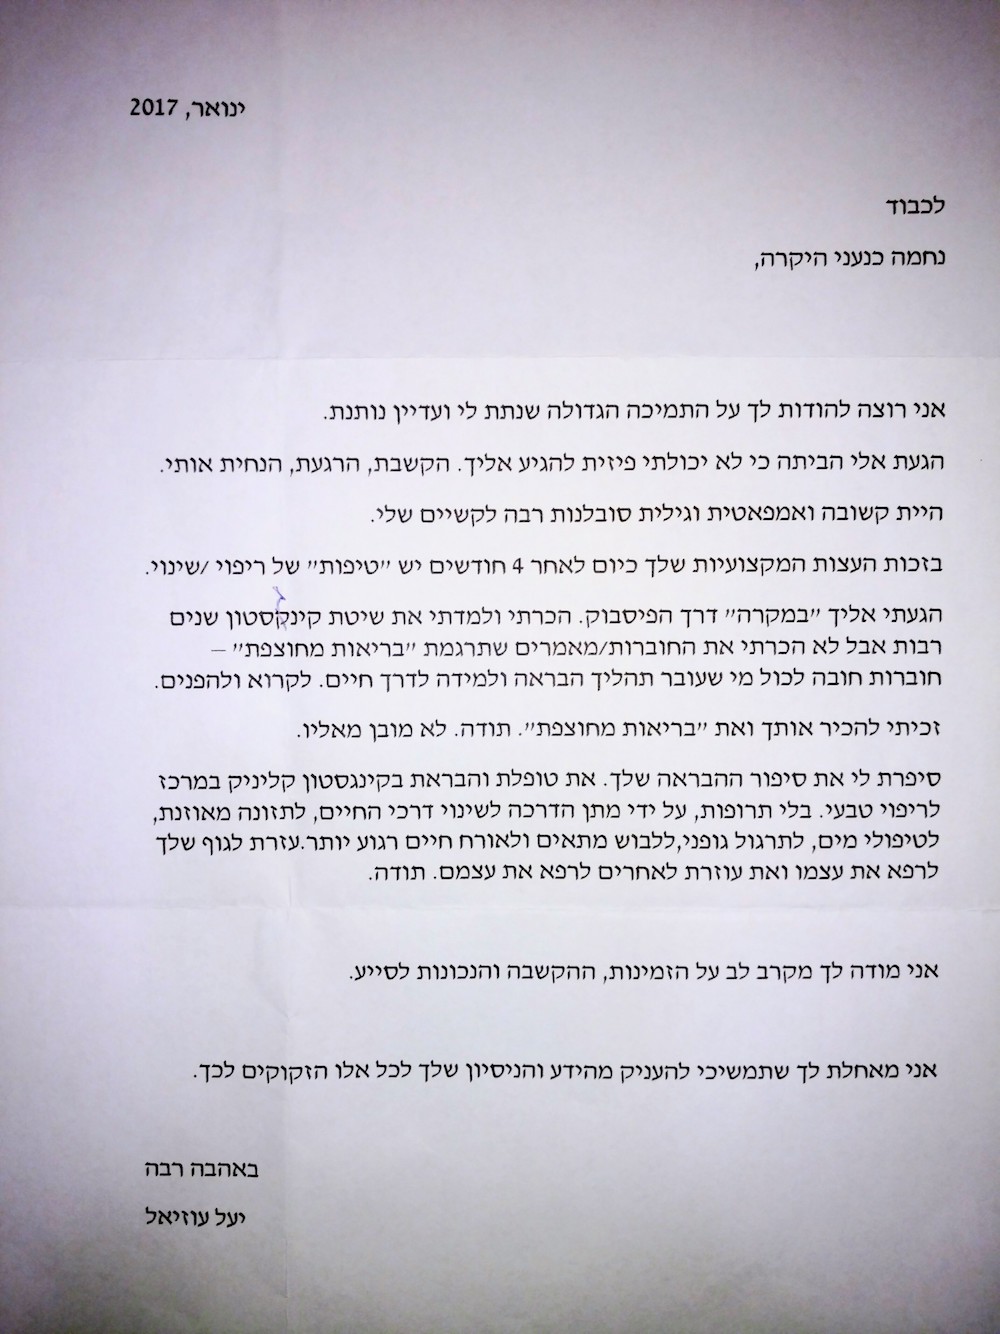 ינואר, 2017
לכבוד
נחמה כנעני היקרה,
אני רוצה להודות לך על התמיכה הגדולה שנתת לי ועדיין נותנת.
הגעת אלי הביתה כי לא יכולתי פיזית להגיע אליך. הקשבת, הרגעת, הנחית אותי.
היית קשובה ואמפאטית וגילית סובלנות רבה לקשיים שלי.
בזכות העצות המקצועיות שלך כיום לאחר 4 חודשים יש "טיפות" של ריפוי /שינוי.
הגעתי אליך "במקרה" דרך הפיסבוק. הכרתי ולמדתי את שיטת קינקסטון שנים
רבות אבל לא הכרתי את החוברות/מאמרים שתרגמת "בריאות מחוצפת" –
חוברות חובה לכול מי שעובר תהליך הבראה ולמידה לדרך חיים. לקרוא ולהפנים.
זכיתי להכיר אותך ואת "בריאות מחוצפת". תודה. לא מובן מאליו.
סיפרת לי את סיפור ההבראה שלך. את טופלת והבראת בקינגסטון קליניק במרכז
לריפוי טבעי. בלי תרופות, על ידי מתן הדרכה לשינוי דרכי החיים, לתזונה מאוזנת,
לטיפולי מים, לתרגול גופני,ללבוש מתאים ולאורח חיים רגוע יותר.עזרת לגוף שלך
לרפא את עצמו ואת עוזרת לאחרים לרפא את עצמם. תודה.
אני מודה לך מקרב לב על הזמינות, ההקשבה והנכונות לסייע.
אני מאחלת לך שתמשיכי להעניק מהידע והניסיון שלך לכל אלו הזקוקים לכך.
באהבה רבה
יעל עוזיאל